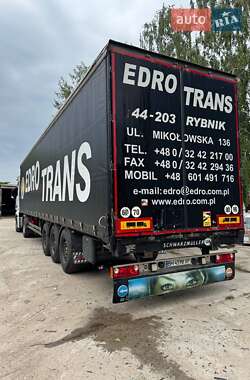 AUTO RIA
EDRO TRANS
EDRO TRANS
44-203 RYBNIK
UL. MIKOŁOWSKA 136
TEL. +48 0/32 42 217 00
FAX +48 0/32 42 294 36
MOBIL +48 601 491 716
e-mail:edro@edro.com.pl
www.edro.com.pl
SCHWARZMÜLLER